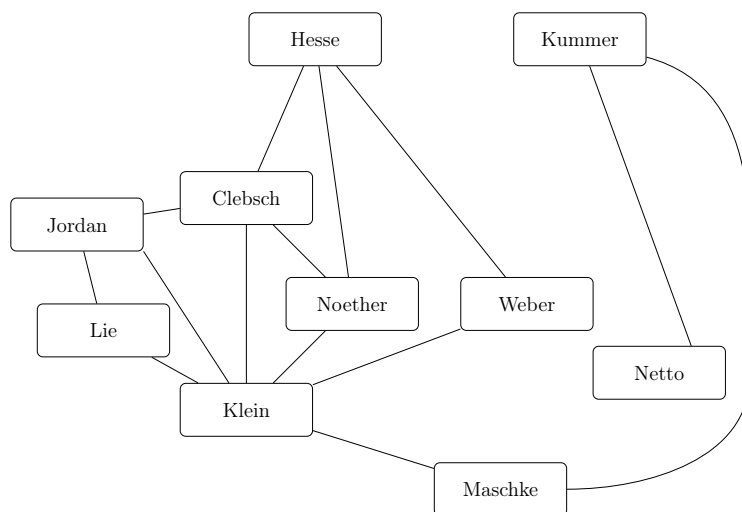 Hesse
Kummer
Clebsch
Jordan
Noether
Weber
Lie
Netto
Klein
Maschke